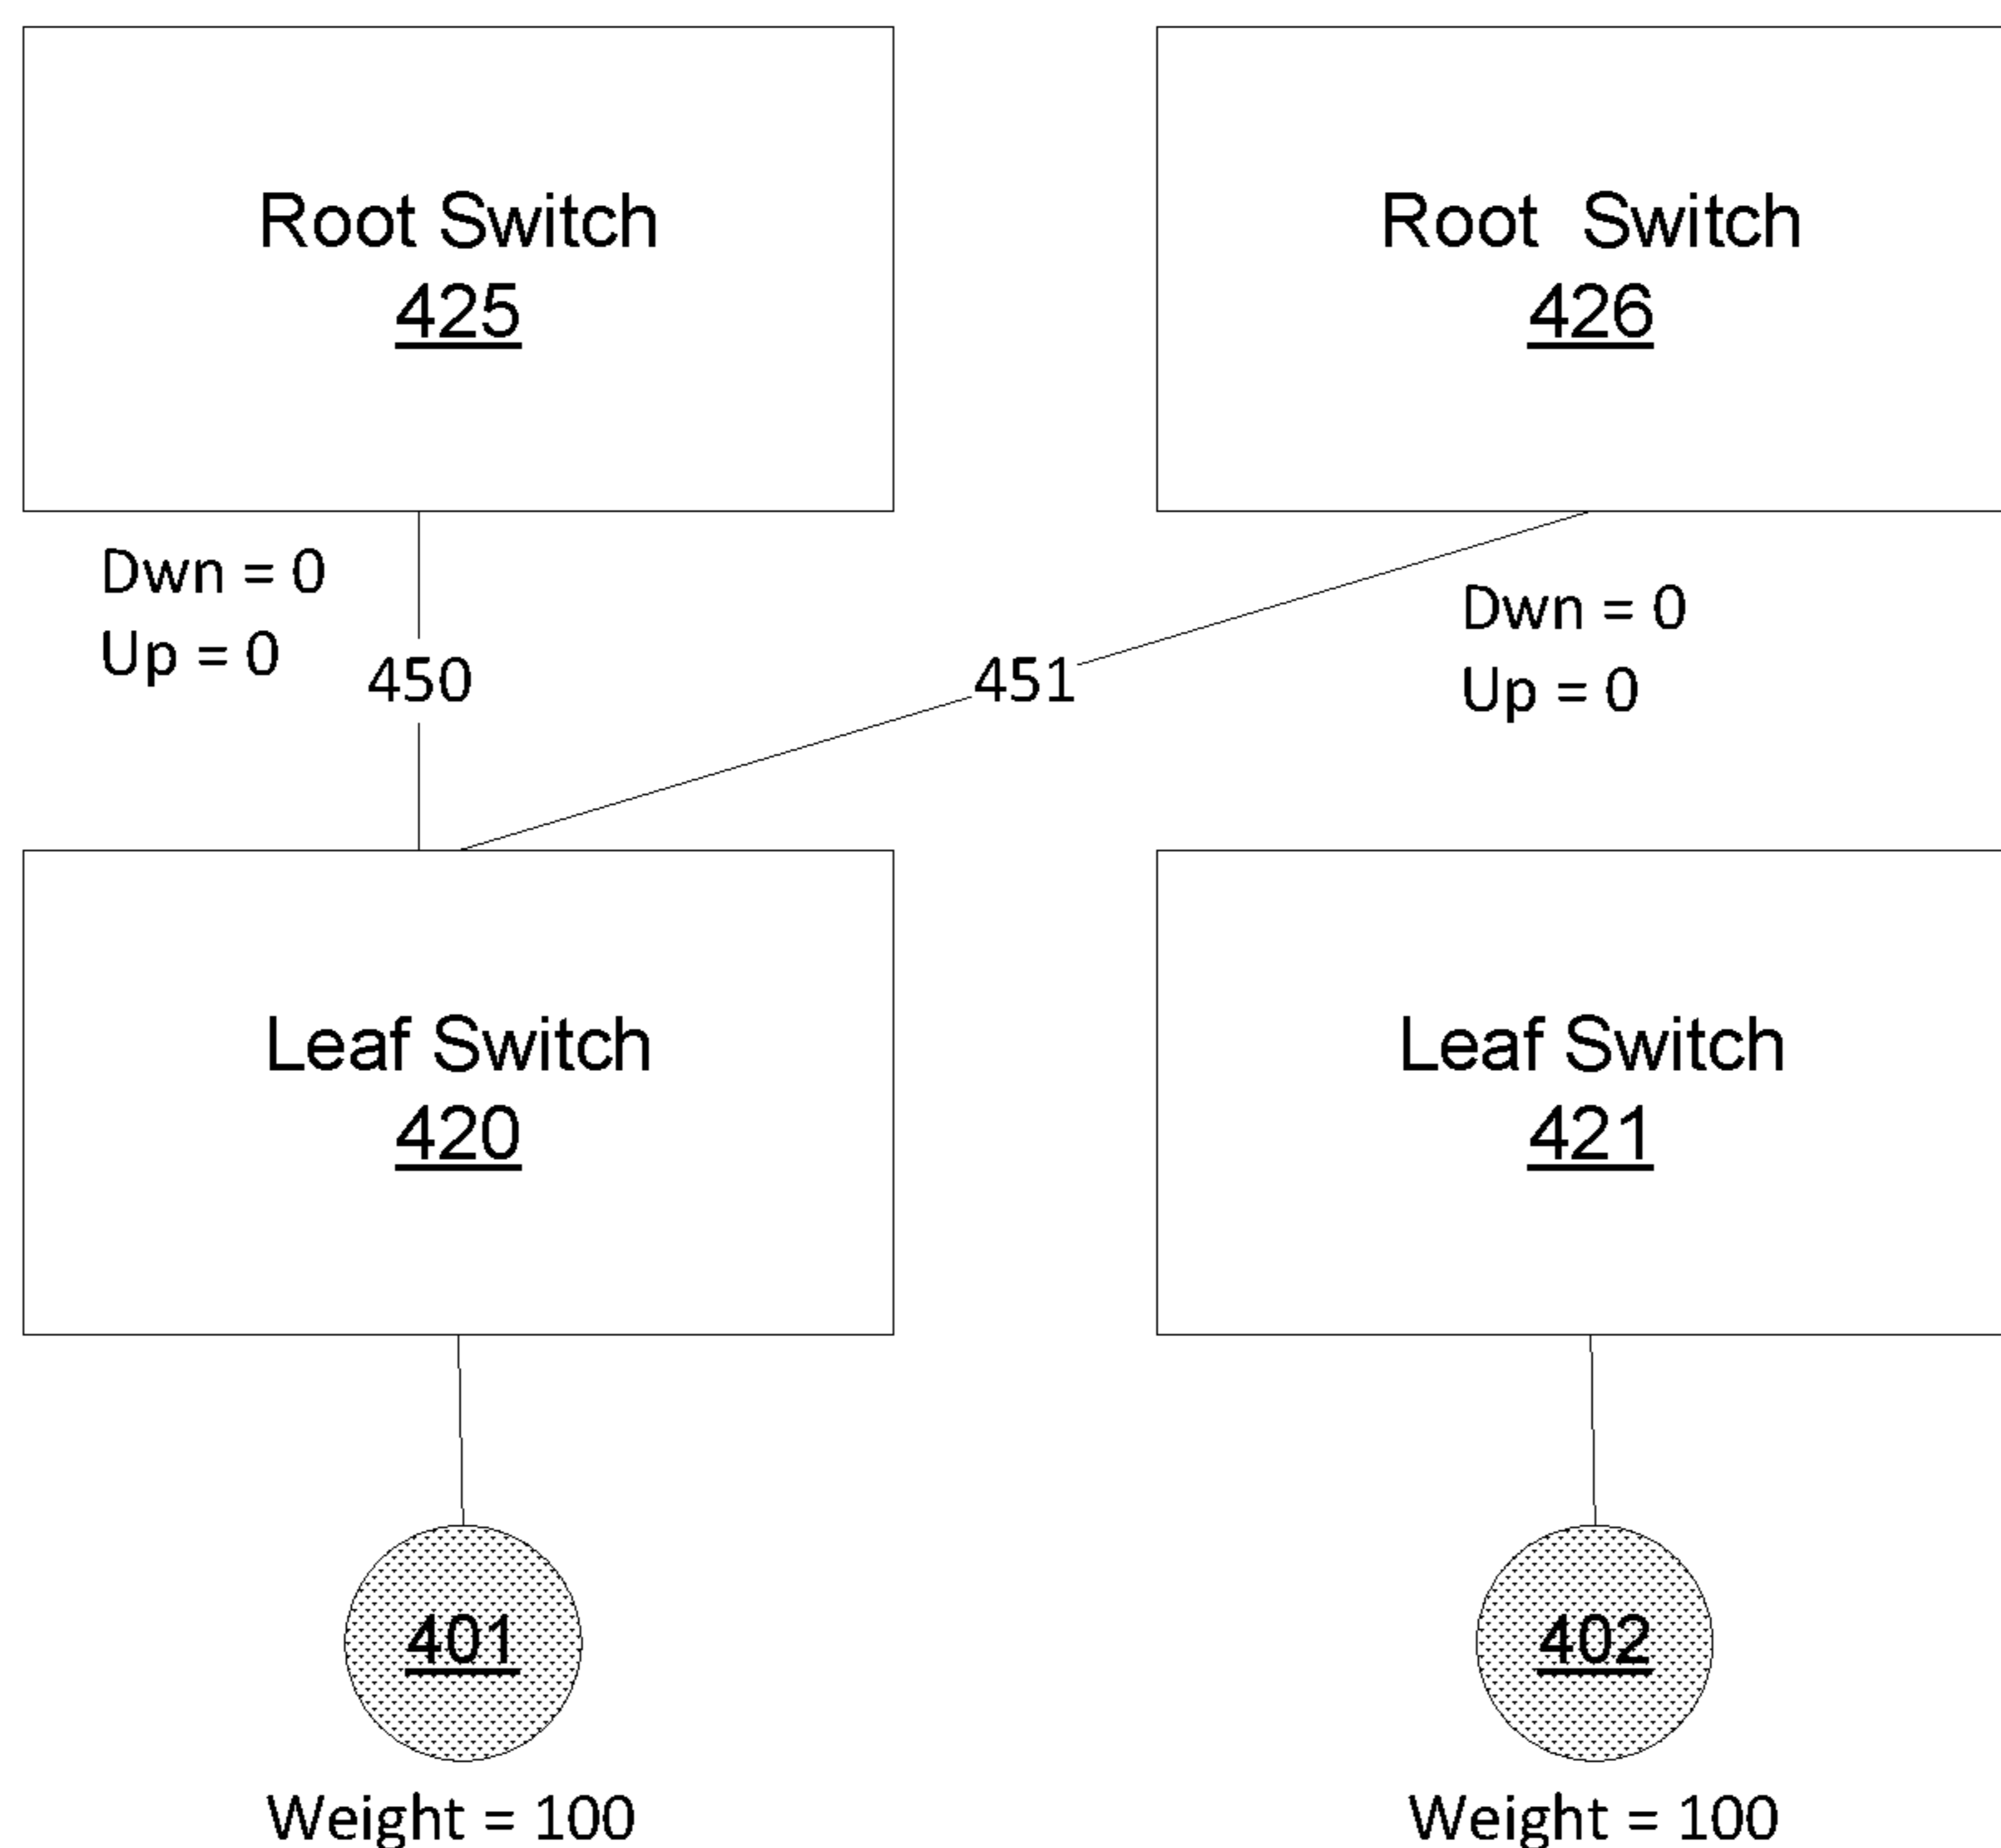 Root Switch
425
Root Switch
426
Dwn = 0
Up = 0
450
451
Dwn = 0
Up = 0
Leaf Switch
420
Leaf Switch
421
401
402
Weight = 100
Weight = 100